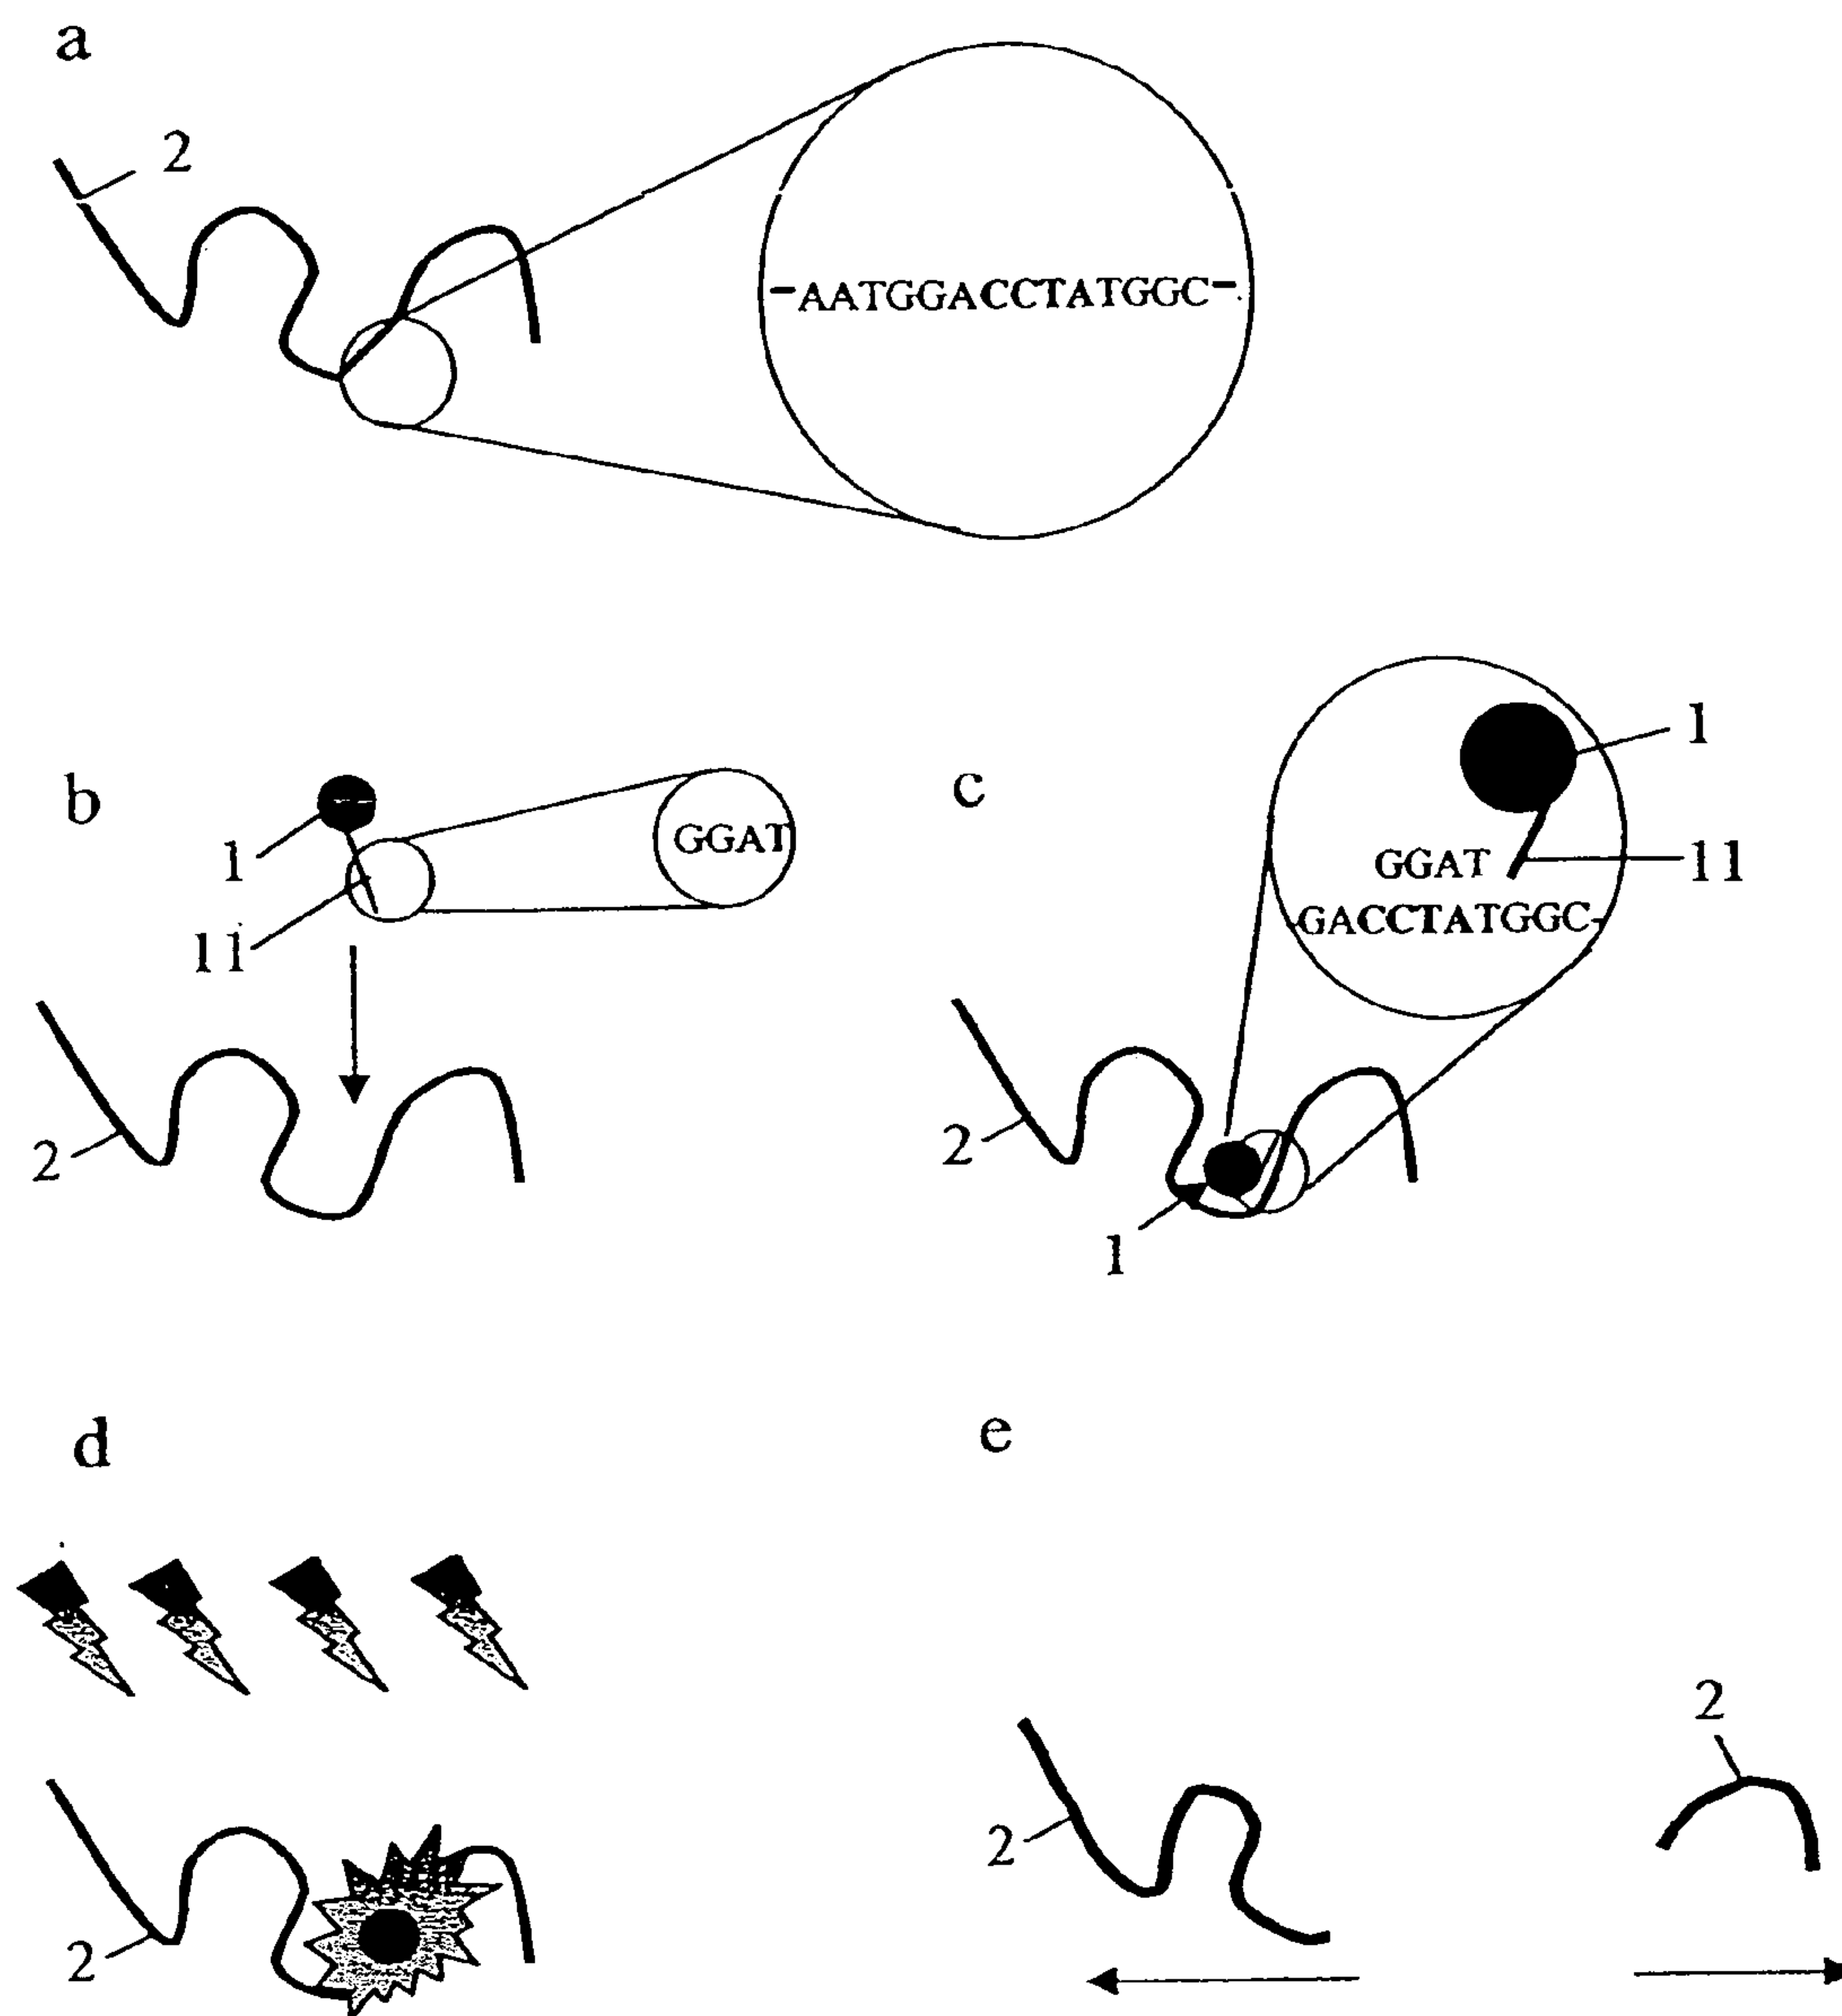 a
2
-AATGGACCTATGGC-
b
1
GGAT
11
2
c
1
GGAT
11
GACCTATGGC-
2
1
d
2
e
2
2